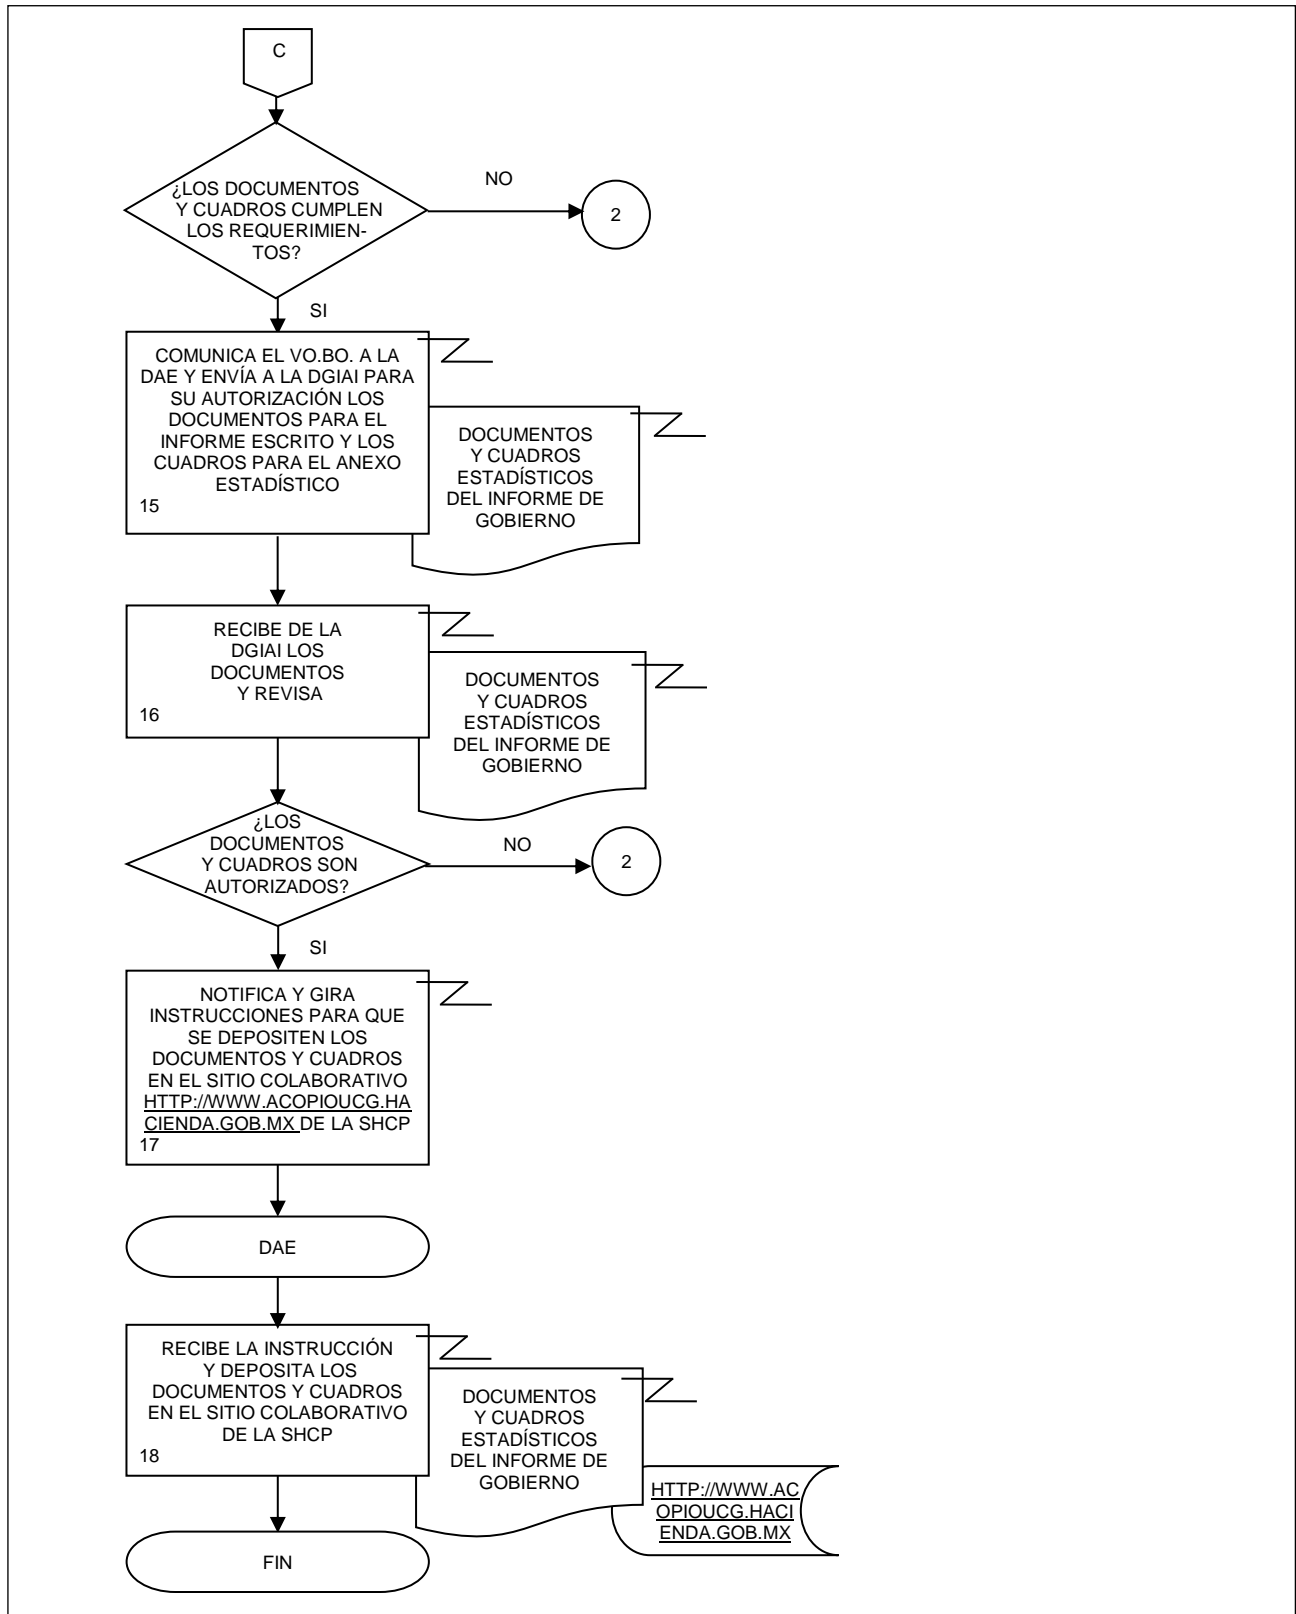 C
¿LOS DOCUMENTOS
Y CUADROS CUMPLEN
LOS REQUERIMIEN-
TOS?
NO
2
SI
COMUNICA EL VO.BO. A LA
DAE Y ENVÍA A LA DGIAI PARA
SU AUTORIZACIÓN LOS
DOCUMENTOS PARA EL
INFORME ESCRITO Y LOS
CUADROS PARA EL ANEXO
ESTADÍSTICO
15
DOCUMENTOS
Y CUADROS
ESTADÍSTICOS
DEL INFORME DE
GOBIERNO
RECIBE DE LA
DGIAI LOS
DOCUMENTOS
Y REVISA
16
DOCUMENTOS
Y CUADROS
ESTADÍSTICOS
DEL INFORME DE
GOBIERNO
¿LOS
DOCUMENTOS
Y CUADROS SON
AUTORIZADOS?
NO
2
SI
NOTIFICA Y GIRA
INSTRUCCIONES PARA QUE
SE DEPOSITEN LOS
DOCUMENTOS Y CUADROS
EN EL SITIO COLABORATIVO
HTTP://WWW.ACOPIOUCG.HA
CIENDA.GOB.MX DE LA SHCP
17
DAE
RECIBE LA INSTRUCCIÓN
Y DEPOSITA LOS
DOCUMENTOS Y CUADROS
EN EL SITIO COLABORATIVO
DE LA SHCP
18
DOCUMENTOS
Y CUADROS
ESTADÍSTICOS
DEL INFORME DE
GOBIERNO
HTTP://WWW.AC
OPIOUCG.HACI
ENDA.GOB.MX
FIN